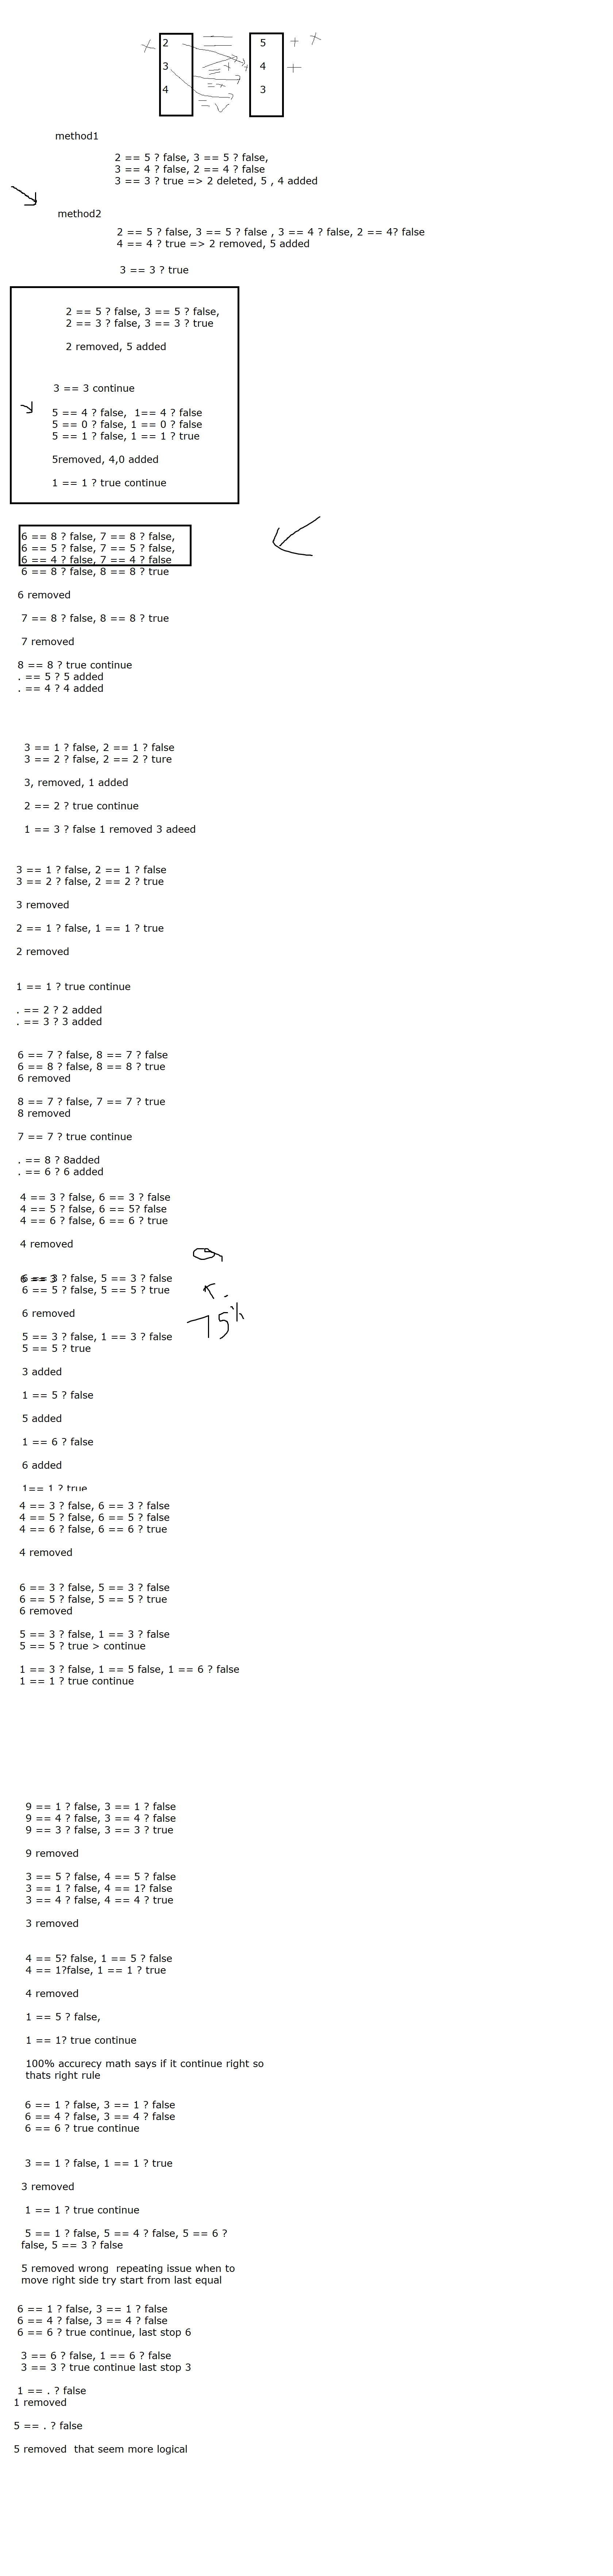 2 5 + x
3 4 +
4 3
method1
2 == 5 ? false, 3 == 5 ? false,
3 == 4 ? false, 2 == 4 ? false
3 == 3 ? true => 2 deleted, 5 , 4 added
method2
2 == 5 ? false, 3 == 5 ? false , 3 == 4 ? false, 2 == 4? false
4 == 4 ? true => 2 removed, 5 added
3 == 3 ? true
2 == 5 ? false, 3 == 5 ? false,
2 == 3 ? false, 3 == 3 ? true
2 removed, 5 added
3 == 3 continue
5 == 4 ? false,  1== 4 ? false
5 == 0 ? false, 1 == 0 ? false
5 == 1 ? false, 1 == 1 ? true
5removed, 4,0 added
1 == 1 ? true continue
6 == 8 ? false, 7 == 8 ? false,
6 == 5 ? false, 7 == 5 ? false,
6 == 4 ? false, 7 == 4 ? false
6 == 8 ? false, 8 == 8 ? true
6 removed
7 == 8 ? false, 8 == 8 ? true
7 removed
8 == 8 ? true continue
. == 5 ? 5 added
. == 4 ? 4 added
3 == 1 ? false, 2 == 1 ? false
3 == 2 ? false, 2 == 2 ? ture
3, removed, 1 added
2 == 2 ? true continue
1 == 3 ? false 1 removed 3 adeed
3 == 1 ? false, 2 == 1 ? false
3 == 2 ? false, 2 == 2 ? true
3 removed
2 == 1 ? false, 1 == 1 ? true
2 removed
1 == 1 ? true continue
. == 2 ? 2 added
. == 3 ? 3 added
6 == 7 ? false, 8 == 7 ? false
6 == 8 ? false, 8 == 8 ? true
6 removed
8 == 7 ? false, 7 == 7 ? true
8 removed
7 == 7 ? true continue
. == 8 ? 8added
. == 6 ? 6 added
4 == 3 ? false, 6 == 3 ? false
4 == 5 ? false, 6 == 5? false
4 == 6 ? false, 6 == 6 ? true
4 removed
6 == 3 ? false, 5 == 3 ? false
6 == 5 ? false, 5 == 5 ? true
6 removed
5 == 3 ? false, 1 == 3 ? false
5 == 5 ? true
3 added
1 == 5 ? false
5 added
1 == 6 ? false
6 added
1== 1 ? true
4 == 3 ? false, 6 == 3 ? false
4 == 5 ? false, 6 == 5 ? false
4 == 6 ? false, 6 == 6 ? true
4 removed
6 == 3 ? false, 5 == 3 ? false
6 == 5 ? false, 5 == 5 ? true
6 removed
5 == 3 ? false, 1 == 3 ? false
5 == 5 ? true > continue
1 == 3 ? false, 1 == 5 false, 1 == 6 ? false
1 == 1 ? true continue
9 == 1 ? false, 3 == 1 ? false
9 == 4 ? false, 3 == 4 ? false
9 == 3 ? false, 3 == 3 ? true
9 removed
3 == 5 ? false, 4 == 5 ? false
3 == 1 ? false, 4 == 1? false
3 == 4 ? false, 4 == 4 ? true
3 removed
4 == 5? false, 1 == 5 ? false
4 == 1?false, 1 == 1 ? true
4 removed
1 == 5 ? false,
1 == 1? true continue
100% accurecy math says if it continue right so
thats right rule
6 == 1 ? false, 3 == 1 ? false
6 == 4 ? false, 3 == 4 ? false
6 == 6 ? true continue
3 == 1 ? false, 1 == 1 ? true
3 removed
1 == 1 ? true continue
5 == 1 ? false, 5 == 4 ? false, 5 == 6 ?
false, 5 == 3 ? false
5 removed wrong  repeating issue when to
move right side try start from last equal
6 == 1 ? false, 3 == 1 ? false
6 == 4 ? false, 3 == 4 ? false
6 == 6 ? true continue, last stop 6
3 == 6 ? false, 1 == 6 ? false
3 == 3 ? true continue last stop 3
1 == . ? false
1 removed
5 == . ? false
5 removed  that seem more logical